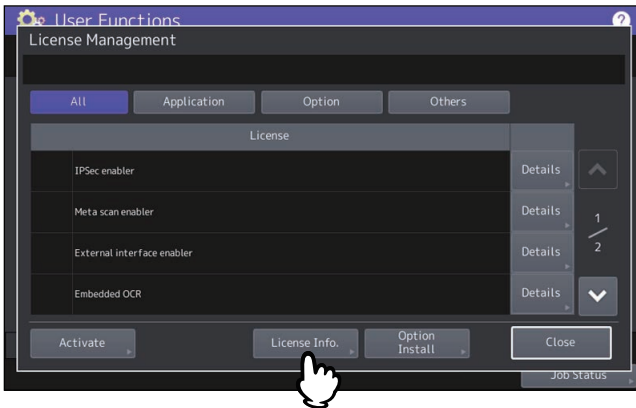 User Functions
?
License Management
All Application Option Others
License
IPSec enabler Details
Meta scan enabler Details
External interface enabler Details
Embedded OCR Details
1
2
Activate License Info. Option Install Close
Job Status